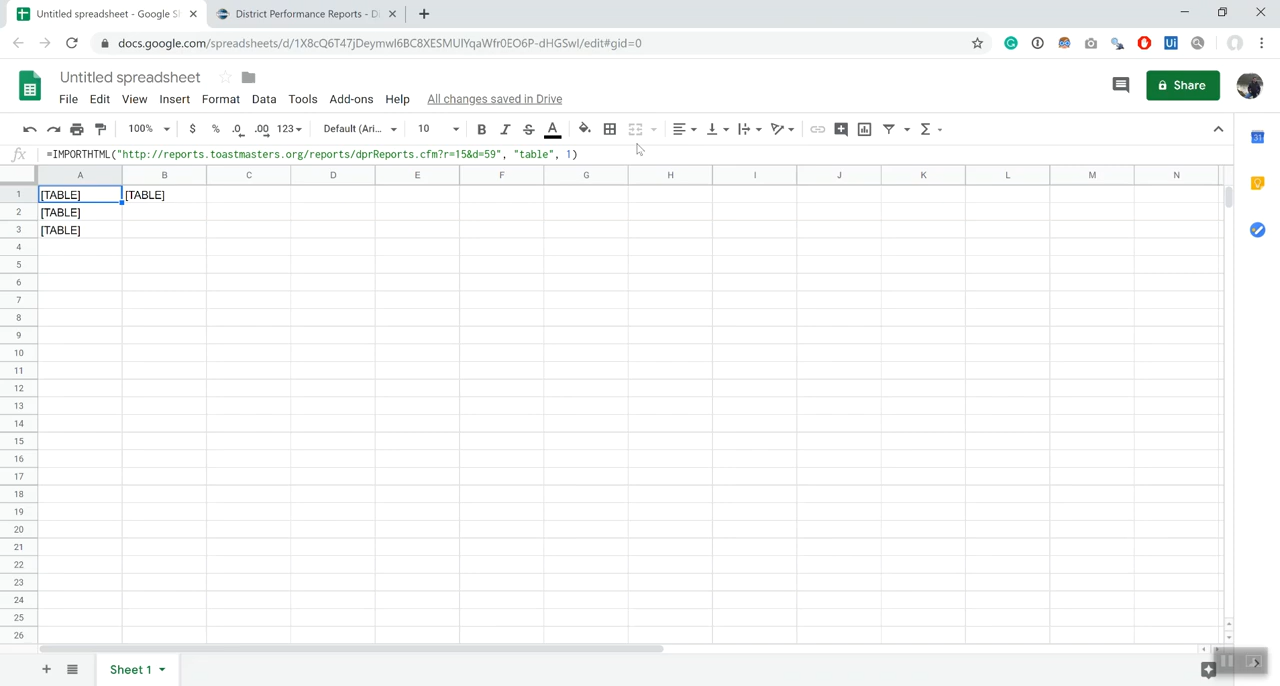 Untitled spreadsheet - Google S
District Performance Reports - D
docs.google.com/spreadsheets/d/1X8cQ6T47jDeymwI6BC8XESMUIYqaWfr0EO6P-dHGSwI/edit#gid=0
Untitled spreadsheet
File Edit View Insert Format Data Tools Add-ons Help All changes saved in Drive
Share
100% $ % .0 .00 123 Default (Ari... 10 B I S A
fx =IMPORTHTML("http://reports.toastmasters.org/reports/dprReports.cfm?r=15&d=59", "table", 1)
A B C D E F G H I J K L M N
1 [TABLE] [TABLE]
2 [TABLE]
3 [TABLE]
4
5
6
7
8
9
10
11
12
13
14
15
16
17
18
19
20
21
22
23
24
25
26
Sheet 1